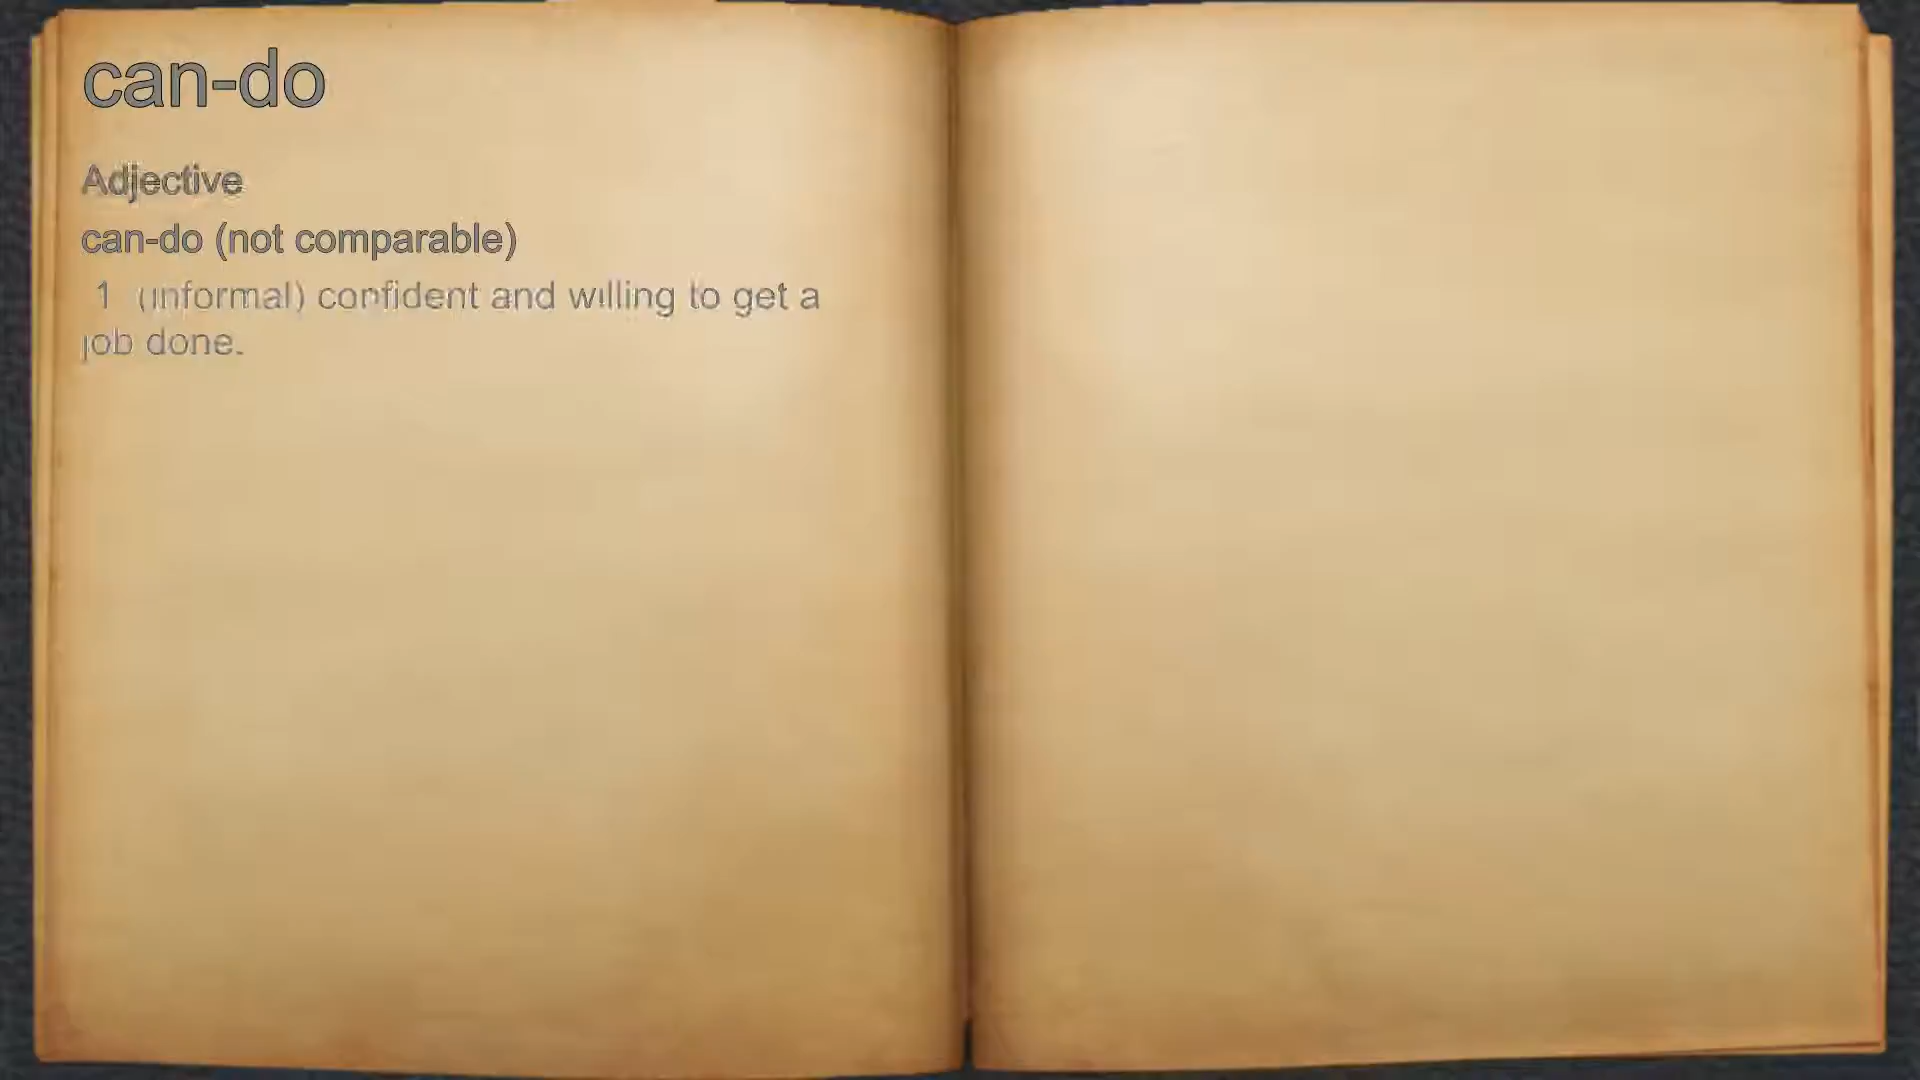 can-do
Adjective
can-do (not comparable)
1 (informal) confident and willing to get a
job done.